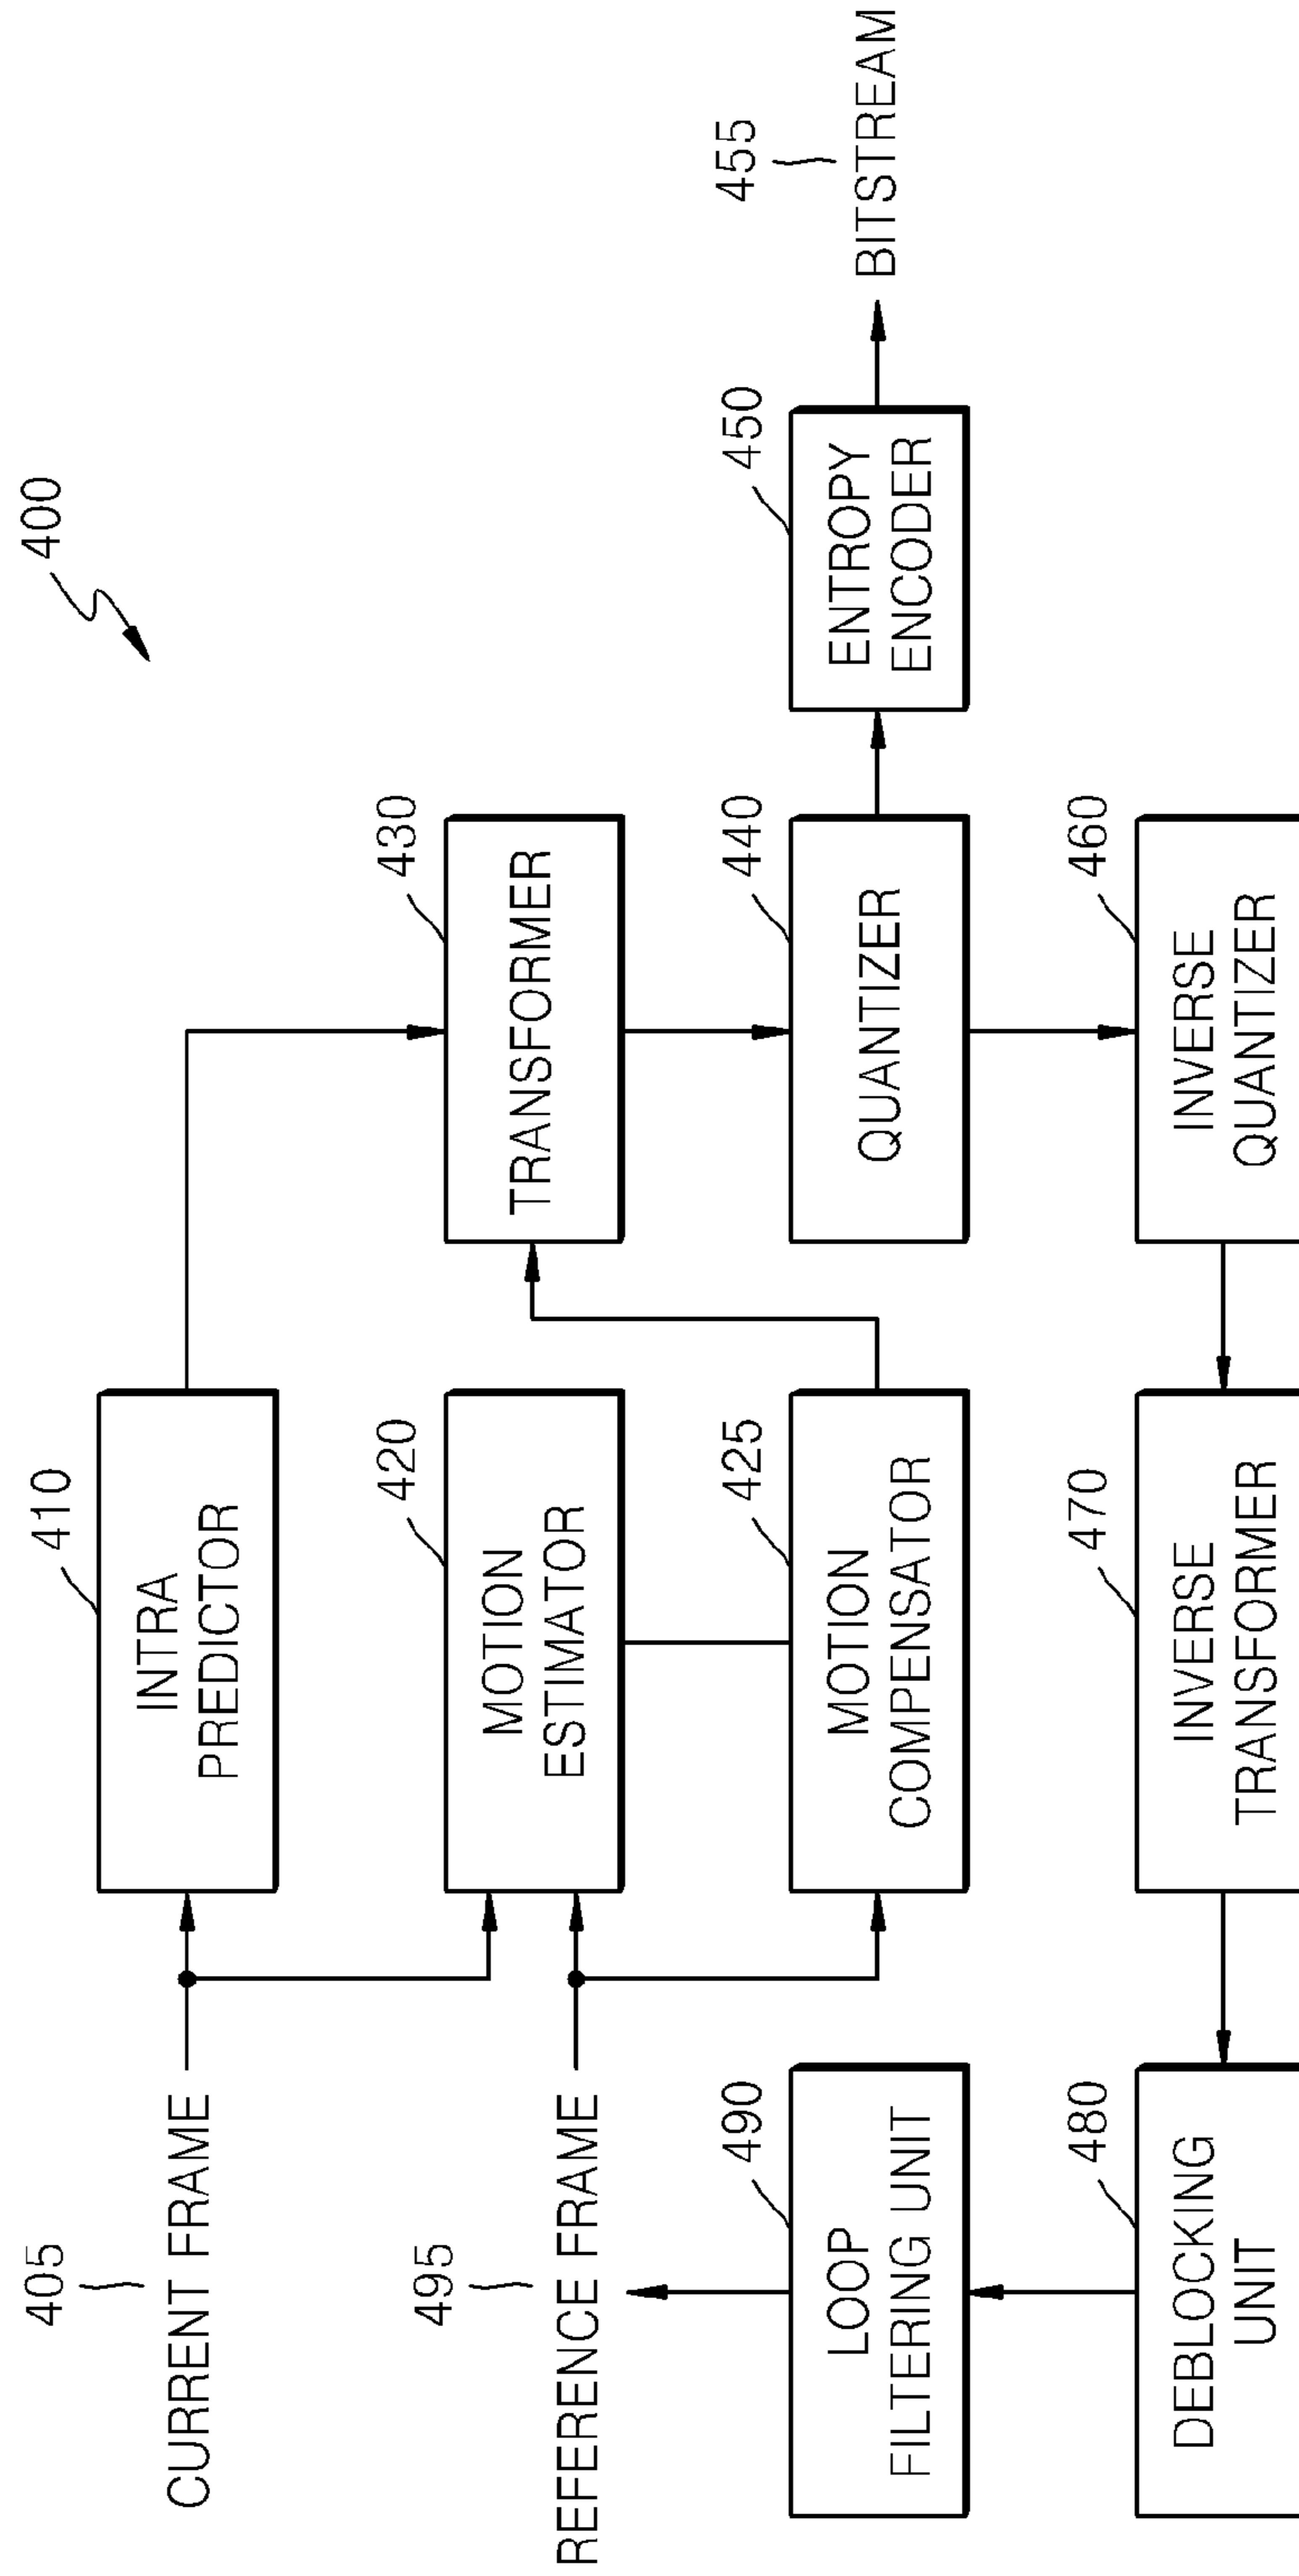 400
405
CURRENT FRAME
410
INTRA
PREDICTOR
495
REFERENCE FRAME
420
MOTION
ESTIMATOR
430
TRANSFORMER
490
LOOP
FILTERING UNIT
425
MOTION
COMPENSATOR
440
QUANTIZER
450
ENTROPY
ENCODER
455
BITSTREAM
480
DEBLOCKING
UNIT
470
INVERSE
TRANSFORMER
460
INVERSE
QUANTIZER